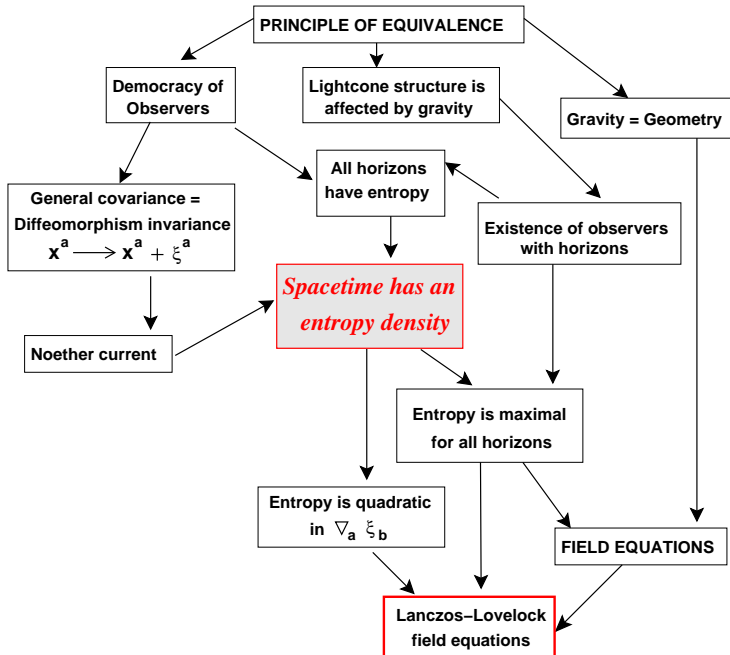 PRINCIPLE OF EQUIVALENCE
Democracy of
Observers
Lightcone structure is
affected by gravity
Gravity = Geometry
All horizons
have entropy
General covariance =
Diffeomorphism invariance
x^a ⟶ x^a + ξ^a
Existence of observers
with horizons
Spacetime has an
entropy density
Noether current
Entropy is maximal
for all horizons
Entropy is quadratic
in ∇_a ξ_b
FIELD EQUATIONS
Lanczos–Lovelock
field equations